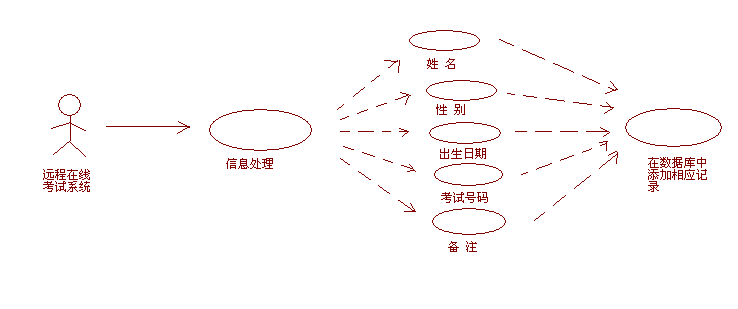 姓 名
性 别
出生日期
信息处理
远程在线
考试系统
考试号码
备 注
在数据库中
添加相应记
录